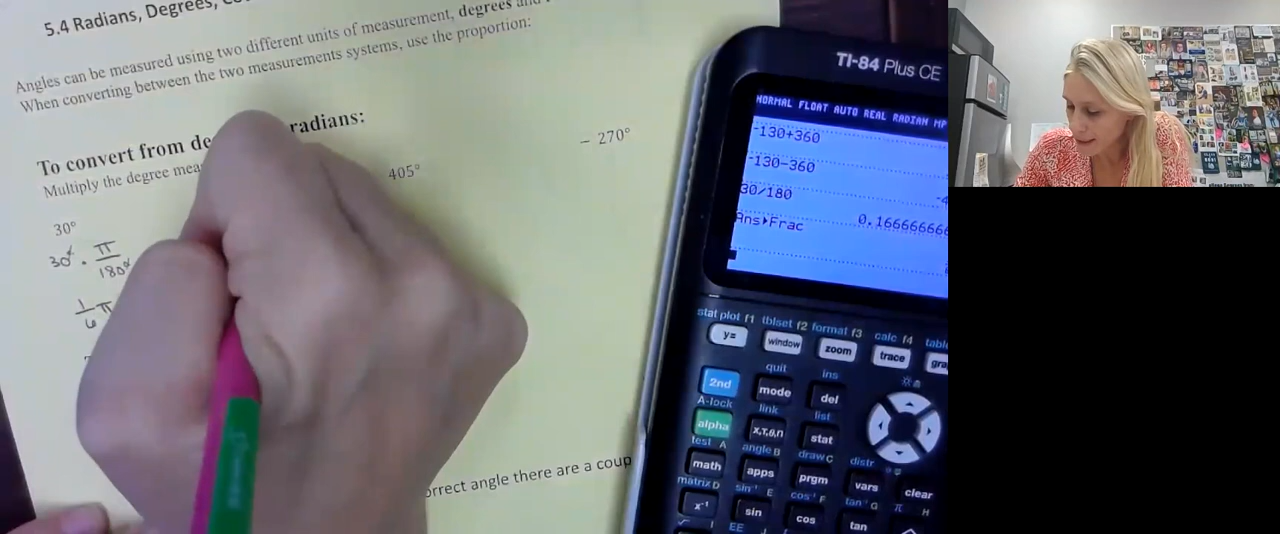 5.4 Radians, Degrees,
Angles can be measured using two different units of measurement, degrees and
When converting between the two measurements systems, use the proportion:
To convert from de radians:
Multiply the degree mea
30°
405°
− 270°
30° · π/180°
1/6 π
orrect angle there are a coup
TI-84 Plus CE
NORMAL FLOAT AUTO REAL RADIAN MP
-130+360
-130-360
-4
30/180
0.166666666
Ans▸Frac
stat plot f1 tblset f2 format f3 calc f4 table
y= window zoom trace gra
quit ins
2nd mode del
A-lock link list
alpha X,T,θ,n stat
test A angle B draw C distr
math apps prgm vars clear
matrix D sin⁻¹ E cos⁻¹ F tan⁻¹ G π H
x⁻¹ sin cos tan
√ I EE J